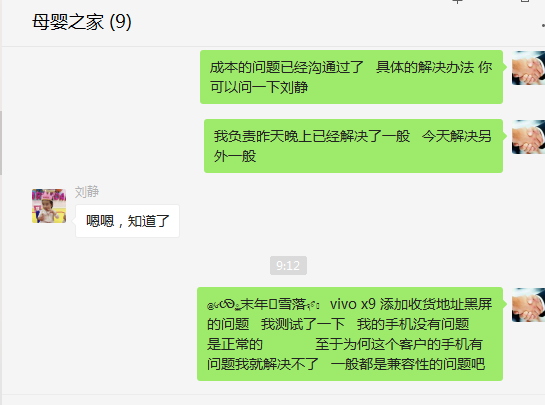 母婴之家 (9)
成本的问题已经沟通过了 具体的解决办法 你
可以问一下刘静
我负责昨天晚上已经解决了一般 今天解决另
外一般
刘静
嗯嗯，知道了
9:12
末年 雪落 vivo x9 添加收货地址黑屏
的问题 我测试了一下 我的手机没有问题
是正常的 至于为何这个客户的手机有
问题我就解决不了 一般都是兼容性的问题吧